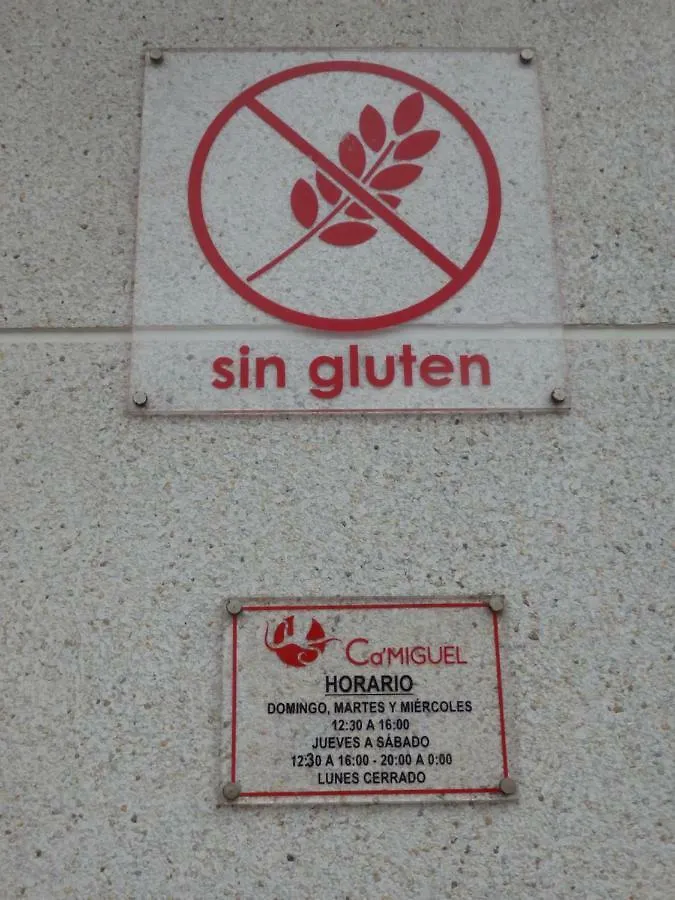 sin gluten
Ca'MIGUEL
HORARIO
DOMINGO, MARTES Y MIÉRCOLES
12:30 A 16:00
JUEVES A SÁBADO
12:30 A 16:00 - 20:00 A 0:00
LUNES CERRADO